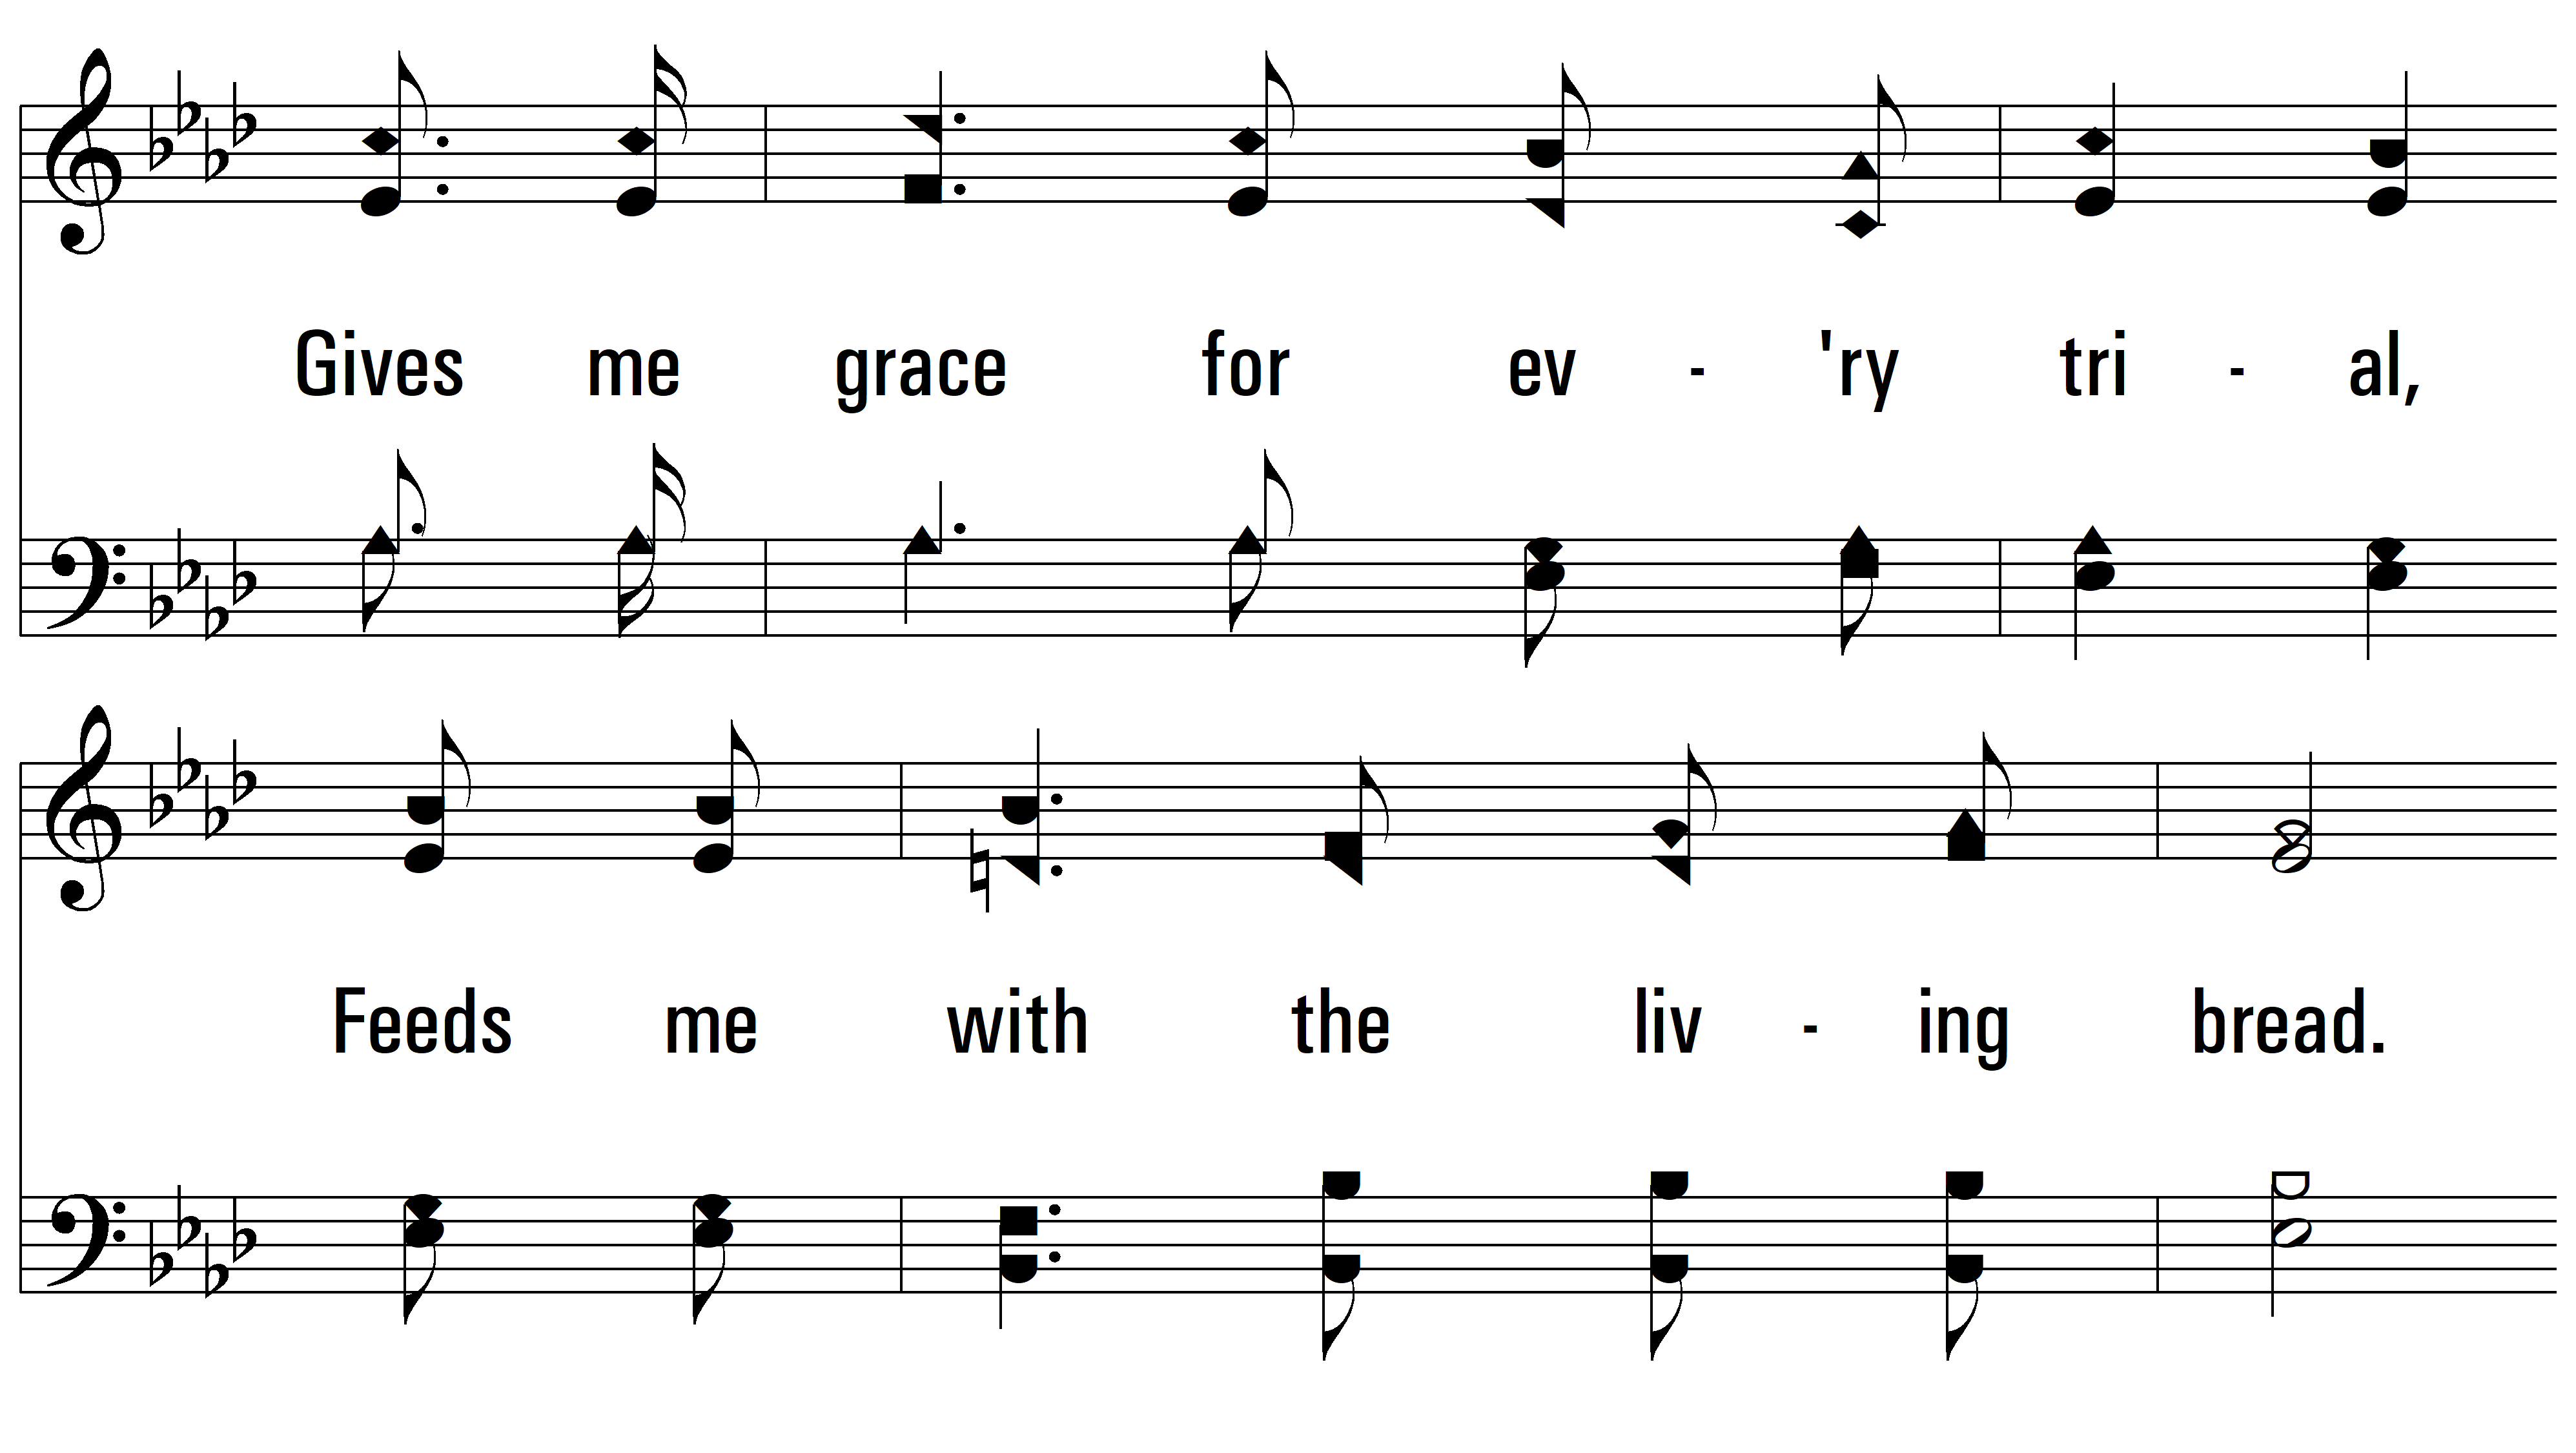 Gives me grace for ev - 'ry tri - al,
Feeds me with the liv - ing bread.